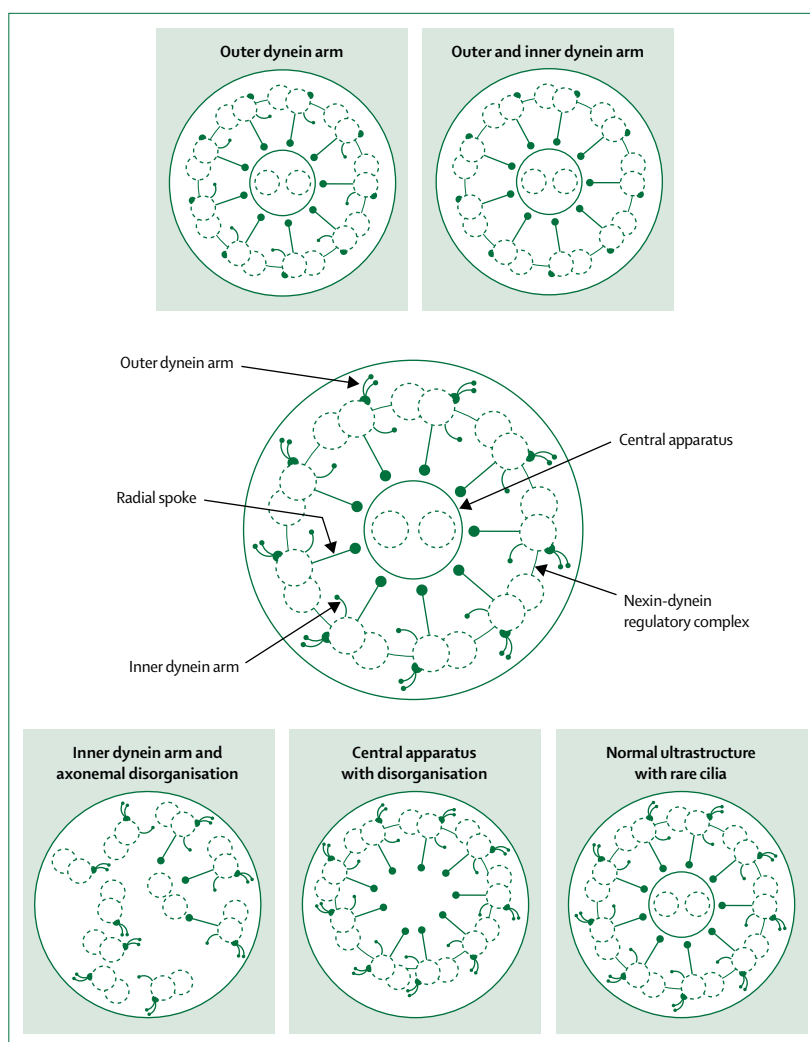 Outer dynein arm
Outer and inner dynein arm
Outer dynein arm
Central apparatus
Radial spoke
Nexin-dynein
regulatory complex
Inner dynein arm
Inner dynein arm and
axonemal disorganisation
Central apparatus
with disorganisation
Normal ultrastructure
with rare cilia